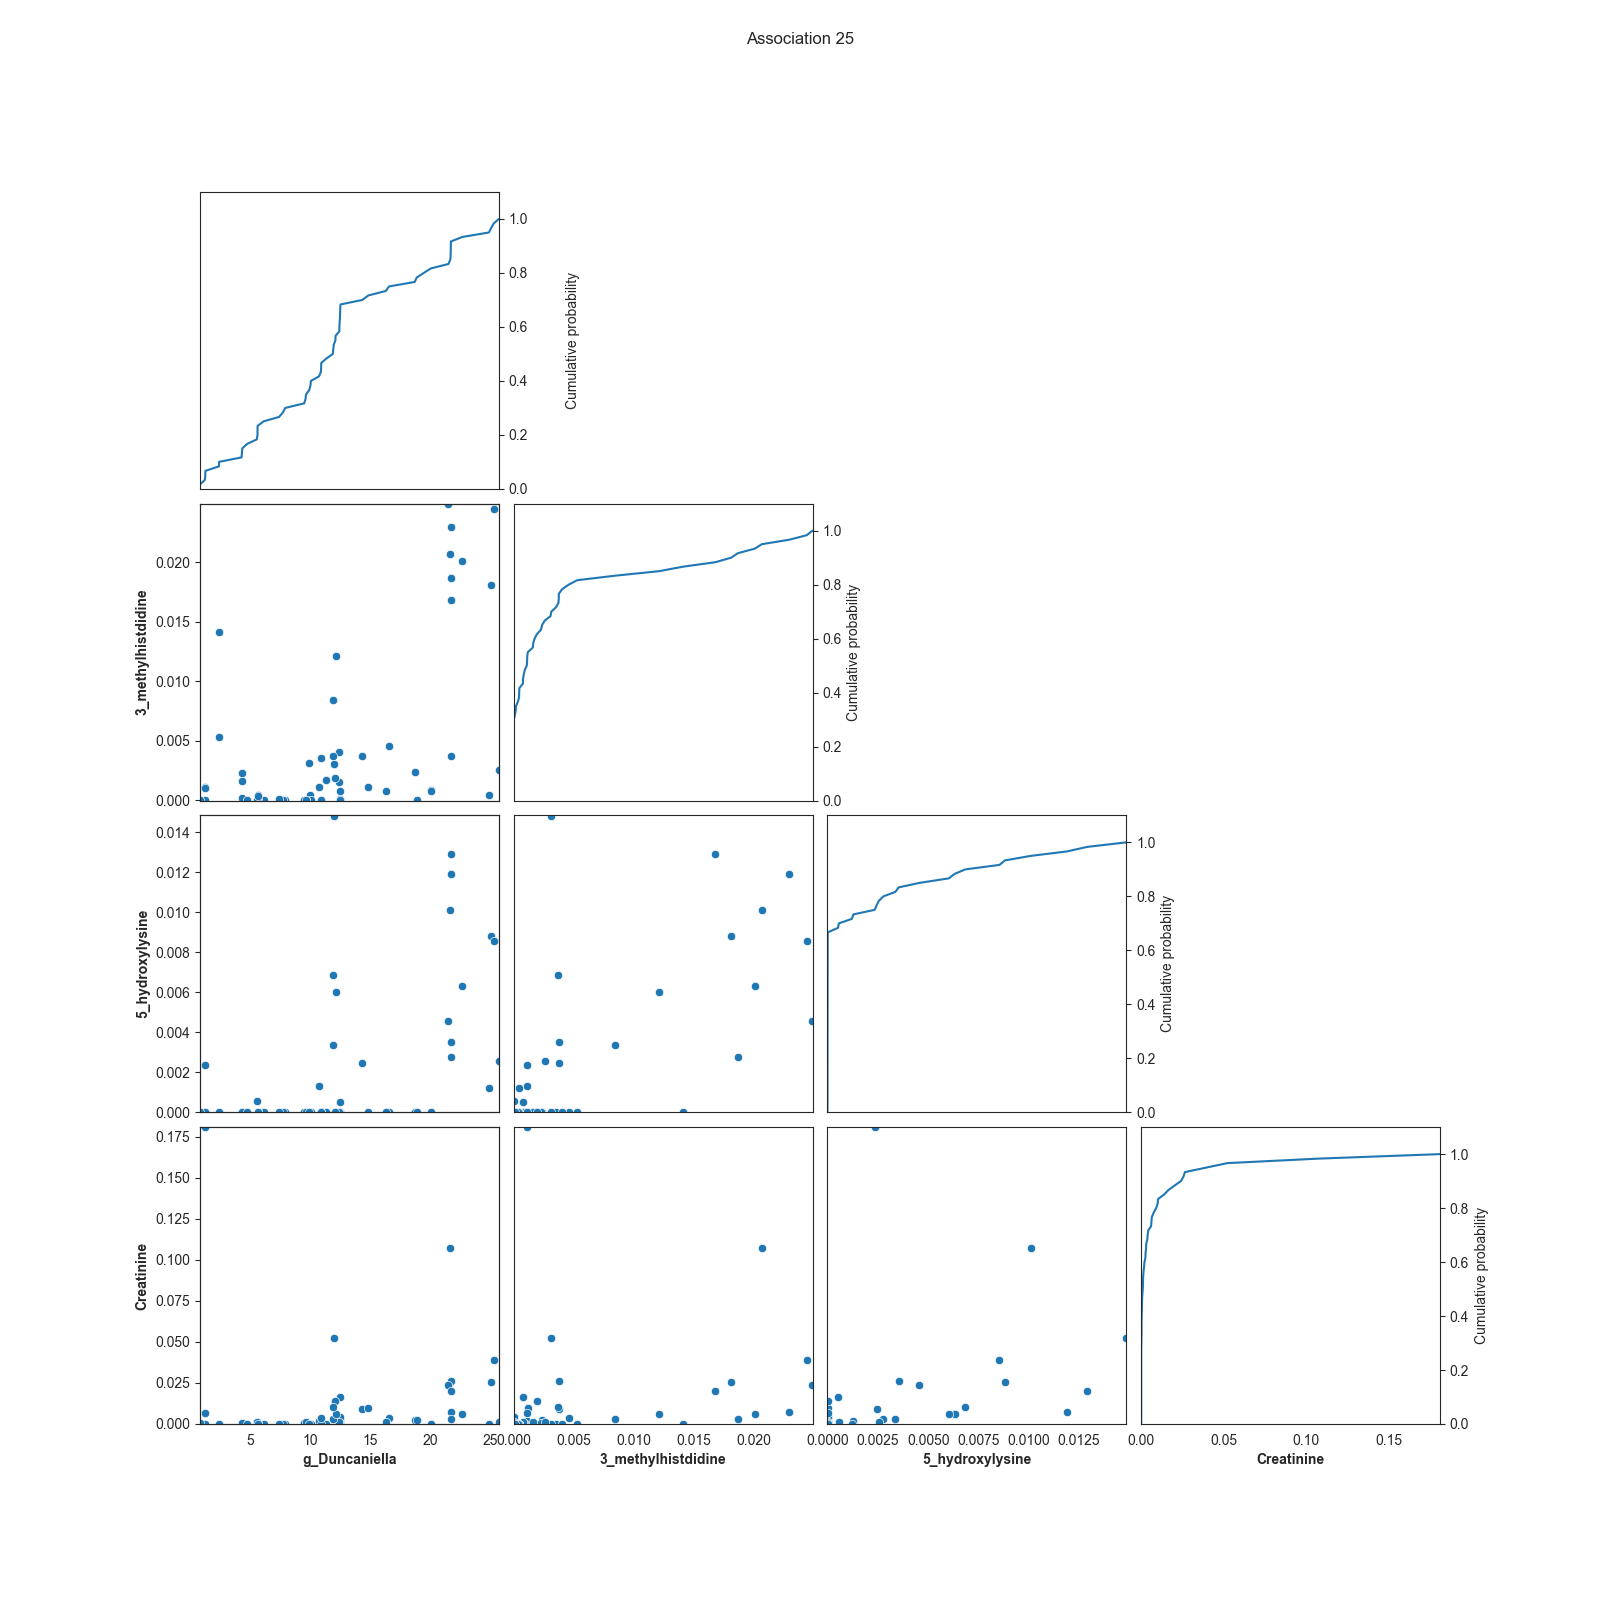 Association 25
1.0
0.8
0.6
0.4
0.2
0.0
Cumulative probability
3_methylhistdidine
0.020
0.015
0.010
0.005
0.000
1.0
0.8
0.6
0.4
0.2
0.0
Cumulative probability
5_hydroxylysine
0.014
0.012
0.010
0.008
0.006
0.004
0.002
0.000
1.0
0.8
0.6
0.4
0.2
0.0
Cumulative probability
Creatinine
0.175
0.150
0.125
0.100
0.075
0.050
0.025
0.000
1.0
0.8
0.6
0.4
0.2
0.0
Cumulative probability
5 10 15 20 25
g_Duncaniella
0.000 0.005 0.010 0.015 0.020
3_methylhistdidine
0.0000 0.0025 0.0050 0.0075 0.0100 0.0125
5_hydroxylysine
0.00 0.05 0.10 0.15
Creatinine